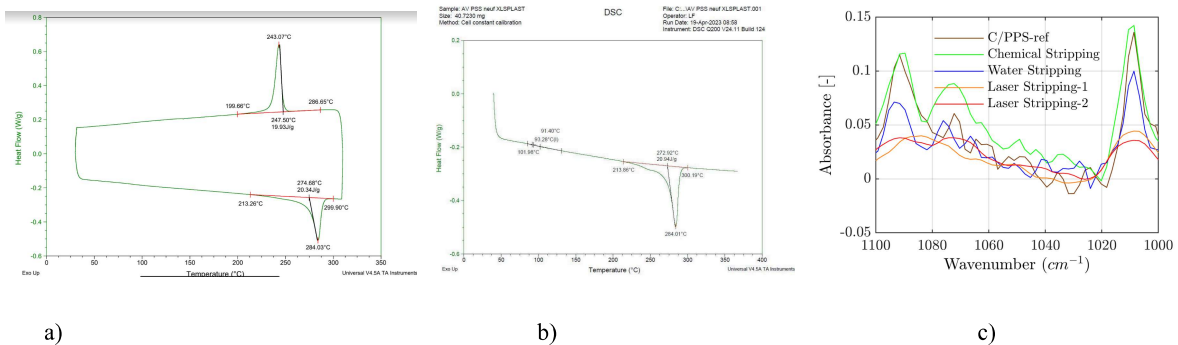 243.07°C
199.66°C
286.65°C
247.50°C
19.93J/g
274.88°C
20.34J/g
213.26°C
299.90°C
284.03°C
0.8
0.6
0.4
0.2
0.0
-0.2
-0.4
-0.6
Heat Flow (W/g)
0 50 100 150 200 250 300 350
Exo Up
Temperature (°C)
Universal V4.5A TA Instruments
a)
Sample: AV PSS neuf XLSPLAST
Size: 40.7230 mg
Method: Cell constant calibration
DSC
File: C:...\AV PSS neuf XLSPLAST.001
Operator: LF
Run Date: 19-Apr-2023 08:58
Instrument: DSC Q200 V24.11 Build 124
0.2
0.0
-0.2
-0.4
-0.6
Heat Flow (W/g)
91.40°C
93.28°C(I)
101.98°C
272.92°C
20.94J/g
213.66°C
300.19°C
284.01°C
0 50 100 150 200 250 300 350 400
Exo Up
Temperature (°C)
Universal V4.5A TA Instruments
b)
0.15
0.1
0.05
0
-0.05
Absorbance [-]
C/PPS-ref
Chemical Stripping
Water Stripping
Laser Stripping-1
Laser Stripping-2
1100 1080 1060 1040 1020 1000
Wavenumber (cm⁻¹)
c)